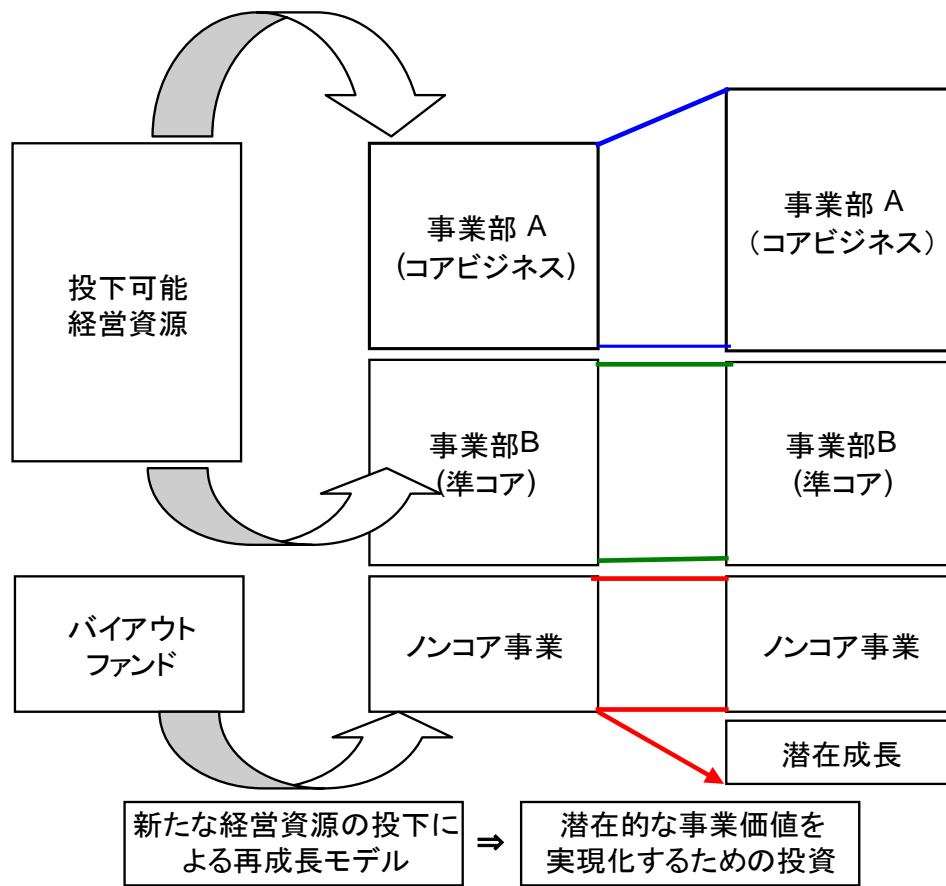 投下可能
経営資源
バイアウト
ファンド
事業部 A
(コアビジネス)
事業部B
(準コア)
ノンコア事業
事業部 A
（コアビジネス）
事業部B
(準コア)
ノンコア事業
潜在成長
新たな経営資源の投下に
よる再成長モデル
⇒
潜在的な事業価値を
実現化するための投資